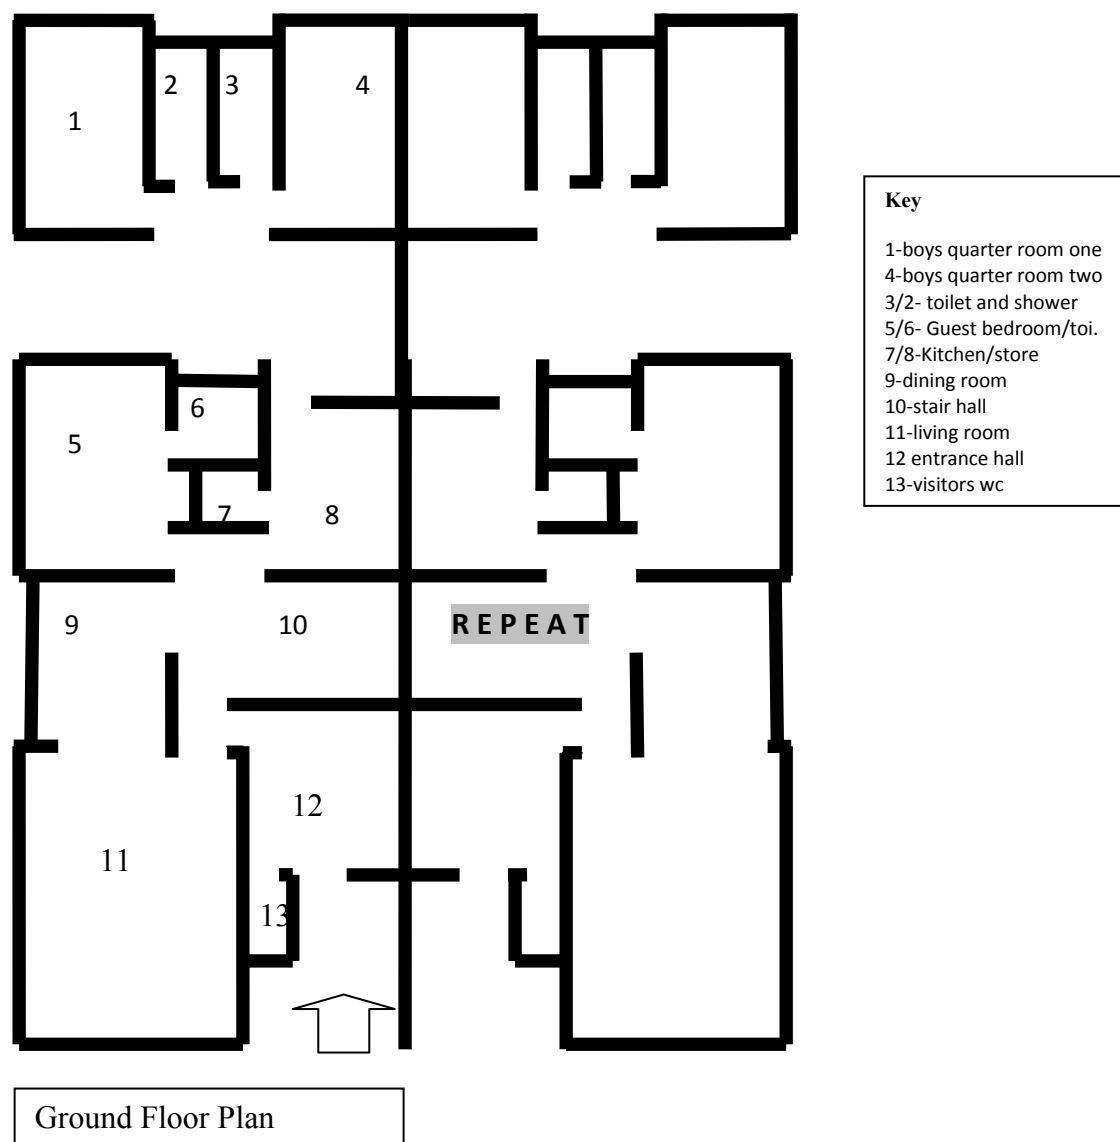 2
3
4
1
Key
1-boys quarter room one
4-boys quarter room two
3/2- toilet and shower
5/6- Guest bedroom/toi.
7/8-Kitchen/store
9-dining room
10-stair hall
11-living room
12 entrance hall
13-visitors wc
6
5
7
8
9
10
R E P E A T
12
11
13
Ground Floor Plan